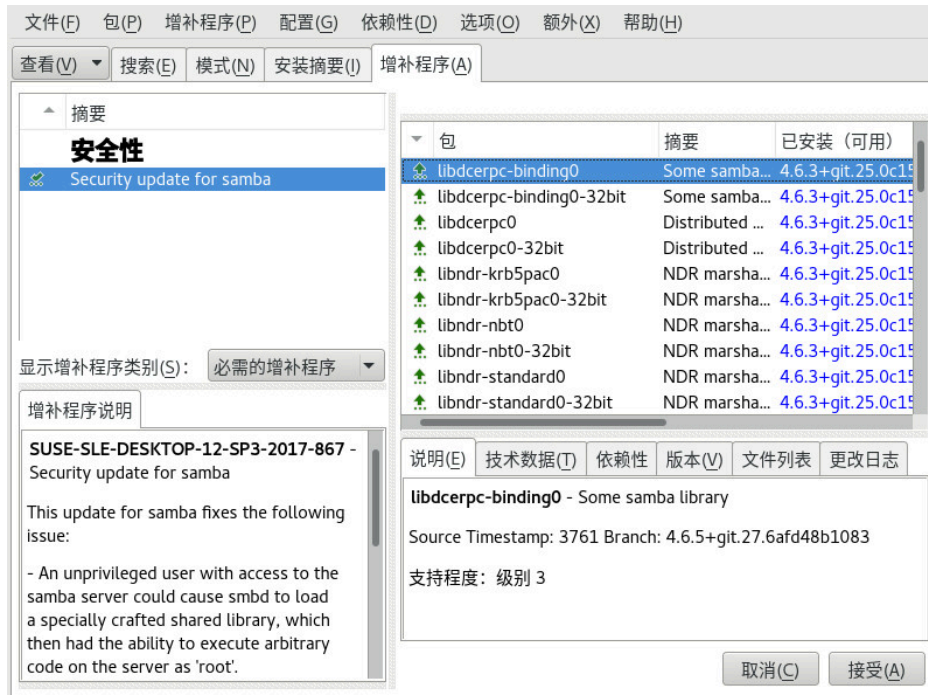 文件(F) 包(P) 增补程序(P) 配置(G) 依赖性(D) 选项(O) 额外(X) 帮助(H)
查看(V) 搜索(E) 模式(N) 安装摘要(I) 增补程序(A)
摘要
安全性
Security update for samba
显示增补程序类别(S)： 必需的增补程序
增补程序说明
SUSE-SLE-DESKTOP-12-SP3-2017-867 -
Security update for samba
This update for samba fixes the following
issue:
- An unprivileged user with access to the
samba server could cause smbd to load
a specially crafted shared library, which
then had the ability to execute arbitrary
code on the server as 'root'.
包 摘要 已安装（可用）
libdcerpc-binding0 Some samba... 4.6.3+git.25.0c15
libdcerpc-binding0-32bit Some samba... 4.6.3+git.25.0c15
libdcerpc0 Distributed ... 4.6.3+git.25.0c15
libdcerpc0-32bit Distributed ... 4.6.3+git.25.0c15
libndr-krb5pac0 NDR marsha... 4.6.3+git.25.0c15
libndr-krb5pac0-32bit NDR marsha... 4.6.3+git.25.0c15
libndr-nbt0 NDR marsha... 4.6.3+git.25.0c15
libndr-nbt0-32bit NDR marsha... 4.6.3+git.25.0c15
libndr-standard0 NDR marsha... 4.6.3+git.25.0c15
libndr-standard0-32bit NDR marsha... 4.6.3+git.25.0c15
说明(E) 技术数据(T) 依赖性 版本(V) 文件列表 更改日志
libdcerpc-binding0 - Some samba library
Source Timestamp: 3761 Branch: 4.6.5+git.27.6afd48b1083
支持程度：级别 3
取消(C) 接受(A)